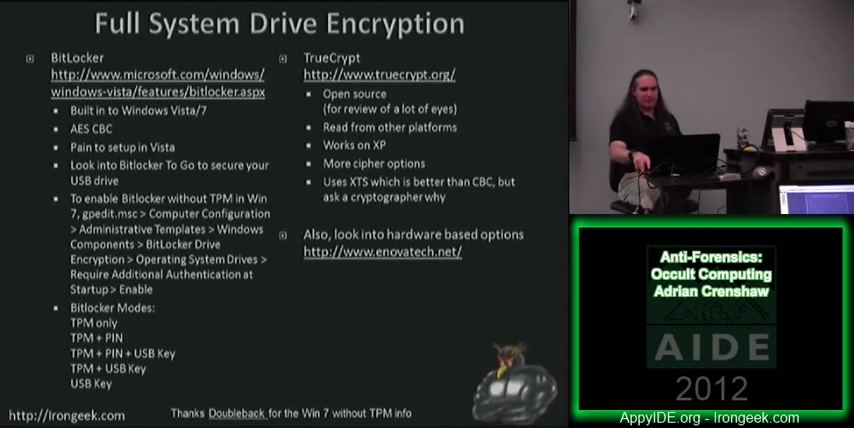 Full System Drive Encryption
BitLocker
http://www.microsoft.com/windows/
windows-vista/features/bitlocker.aspx
Built in to Windows Vista/7
AES CBC
Pain to setup in Vista
Look into Bitlocker To Go to secure your
USB drive
To enable Bitlocker without TPM in Win
7, gpedit.msc > Computer Configuration
> Administrative Templates > Windows
Components > BitLocker Drive
Encryption > Operating System Drives >
Require Additional Authentication at
Startup > Enable
Bitlocker Modes:
TPM only
TPM + PIN
TPM + PIN + USB Key
TPM + USB Key
USB Key
TrueCrypt
http://www.truecrypt.org/
Open source
(for review of a lot of eyes)
Read from other platforms
Works on XP
More cipher options
Uses XTS which is better than CBC, but
ask a cryptographer why
Also, look into hardware based options
http://www.enovatech.net/
http://Irongeek.com
Thanks Doubleback for the Win 7 without TPM info
Anti-Forensics:
Occult Computing
Adrian Crenshaw
AIDE
2012
AppyIDE.org - Irongeek.com